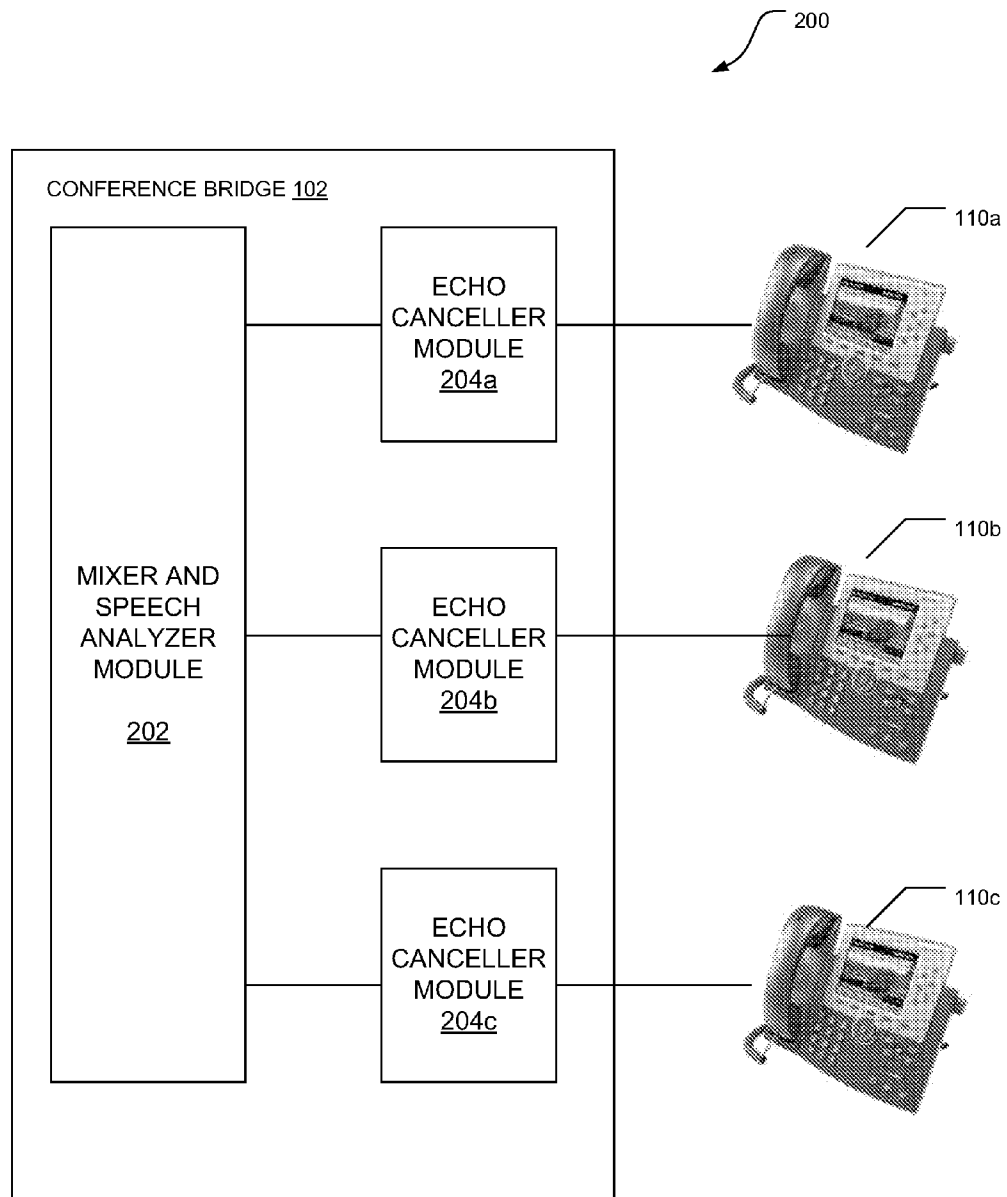 200
CONFERENCE BRIDGE 102
110a
ECHO
CANCELLER
MODULE
204a
110b
MIXER AND
SPEECH
ANALYZER
MODULE
202
ECHO
CANCELLER
MODULE
204b
110c
ECHO
CANCELLER
MODULE
204c